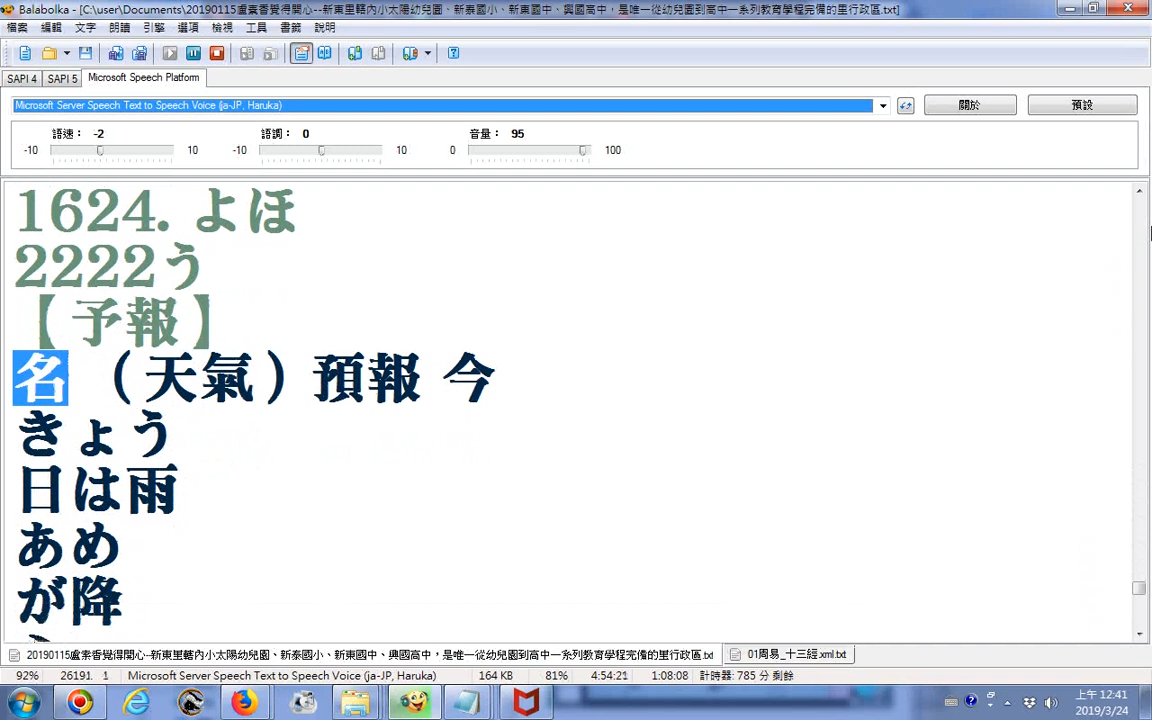 Balabolka - [C:\user\Documents\20190115盧素香覺得開心--新東里轄內小太陽幼兒園、新泰國小、新東國中、興國高中，是唯一從幼兒園到高中一系列教育學程完備的里行政區.txt]
檔案 編輯 文字 朗讀 引擎 選項 檢視 工具 書籤 說明
SAPI 4 SAPI 5 Microsoft Speech Platform
Microsoft Server Speech Text to Speech Voice (ja-JP, Haruka) 關於 預設
語速： -2 語調： 0 音量： 95
-10 10 -10 10 0 100
1624. よほ
2222う
【予報】
名 （天氣）預報 今
きょう
日は雨
あめ
が降
20190115盧素香覺得開心--新東里轄內小太陽幼兒園、新泰國小、新東國中、興國高中，是唯一從幼兒園到高中一系列教育學程完備的里行政區.txt 01周易_十三經.xml.txt
92% 26191. 1 Microsoft Server Speech Text to Speech Voice (ja-JP, Haruka) 164 KB 81% 4:54:21 1:08:08 計時器: 785 分 剩餘
上午 12:41
2019/3/24